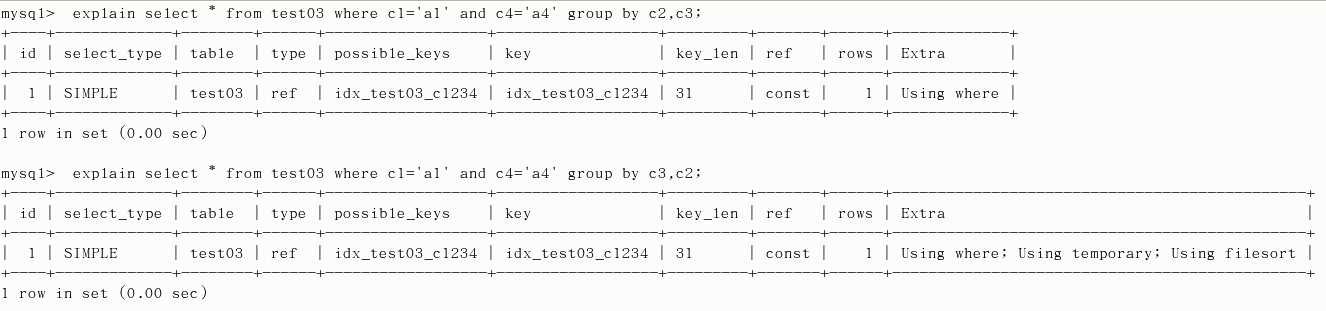 mysql>  explain select * from test03 where c1='a1' and c4='a4' group by c2,c3;
+----+-------------+--------+------+----------------+----------------+---------+-------+------+-------------+
| id | select_type | table  | type | possible_keys  | key            | key_len | ref   | rows | Extra       |
+----+-------------+--------+------+----------------+----------------+---------+-------+------+-------------+
|  1 | SIMPLE      | test03 | ref  | idx_test03_c1234 | idx_test03_c1234 | 31      | const |    1 | Using where |
+----+-------------+--------+------+----------------+----------------+---------+-------+------+-------------+
1 row in set (0.00 sec)
mysql>  explain select * from test03 where c1='a1' and c4='a4' group by c3,c2;
+----+-------------+--------+------+----------------+----------------+---------+-------+------+----------------------------------------------+
| id | select_type | table  | type | possible_keys  | key            | key_len | ref   | rows | Extra                                        |
+----+-------------+--------+------+----------------+----------------+---------+-------+------+----------------------------------------------+
|  1 | SIMPLE      | test03 | ref  | idx_test03_c1234 | idx_test03_c1234 | 31      | const |    1 | Using where; Using temporary; Using filesort |
+----+-------------+--------+------+----------------+----------------+---------+-------+------+----------------------------------------------+
1 row in set (0.00 sec)